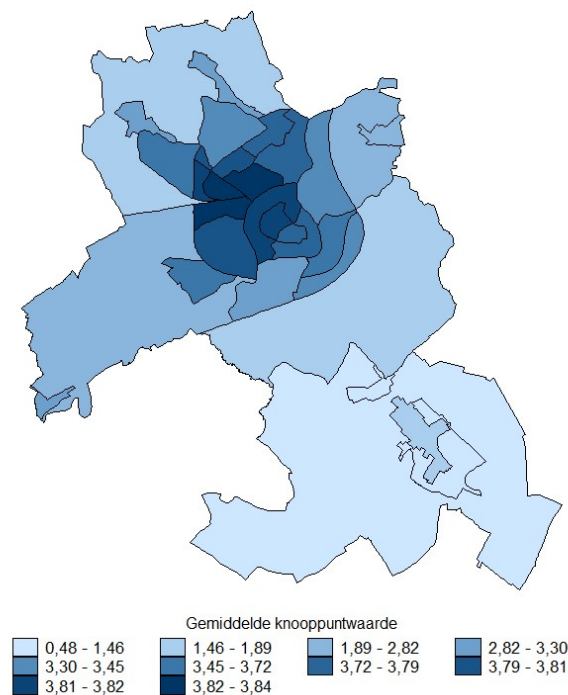 Gemiddelde knooppuntwaarde
0,48 - 1,46 1,46 - 1,89 1,89 - 2,82 2,82 - 3,30
3,30 - 3,45 3,45 - 3,72 3,72 - 3,79 3,79 - 3,81
3,81 - 3,82 3,82 - 3,84